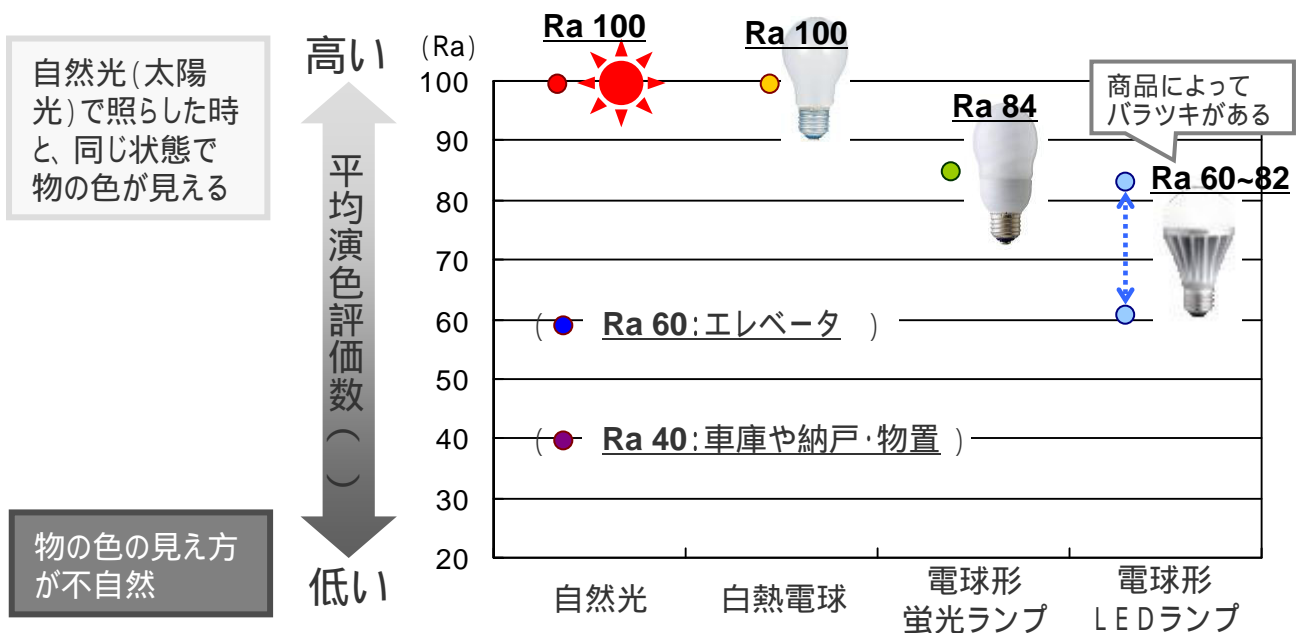 自然光(太陽
光)で照らした時
と、同じ状態で
物の色が見える
物の色の見え方
が不自然
高い
平均演色評価数( )
低い
(Ra)
100
90
80
70
60
50
40
30
20
Ra 100
Ra 100
Ra 84
商品によって
バラツキがある
Ra 60~82
( Ra 60:エレベータ )
( Ra 40:車庫や納戸・物置 )
自然光
白熱電球
電球形
蛍光ランプ
電球形
LEDランプ